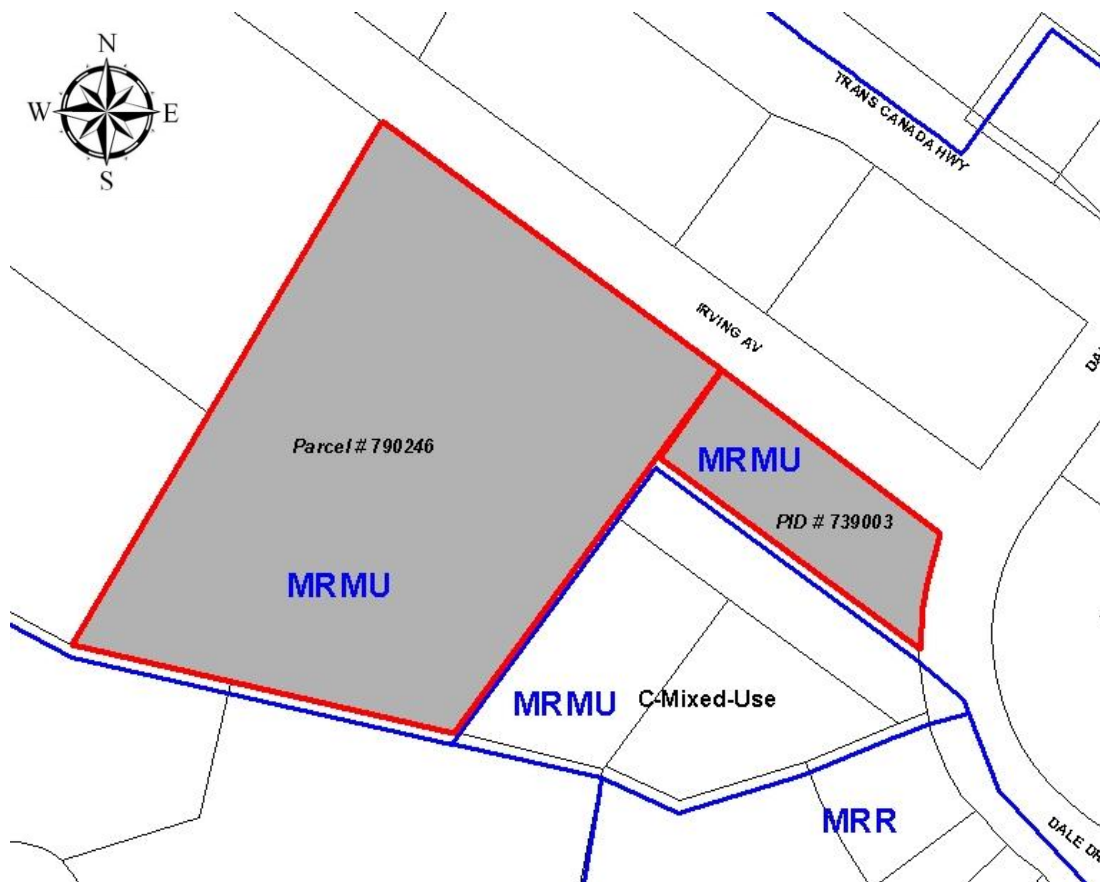 N
W E
S
TRANS CANADA HWY
IRVING AV
Parcel # 790246
MRMU
PID # 739003
MRMU
MRMU
C-Mixed-Use
MRR
DALE DR